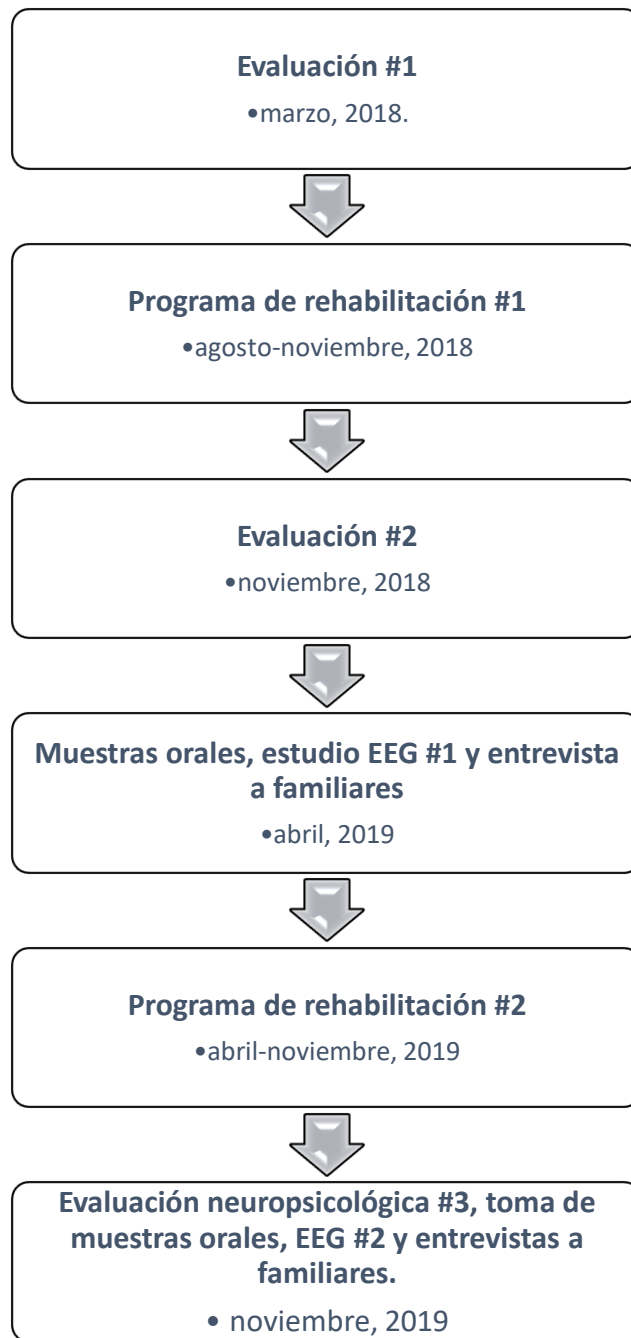 Evaluación #1
•marzo, 2018.
Programa de rehabilitación #1
•agosto-noviembre, 2018
Evaluación #2
•noviembre, 2018
Muestras orales, estudio EEG #1 y entrevista
a familiares
•abril, 2019
Programa de rehabilitación #2
•abril-noviembre, 2019
Evaluación neuropsicológica #3, toma de
muestras orales, EEG #2 y entrevistas a
familiares.
• noviembre, 2019